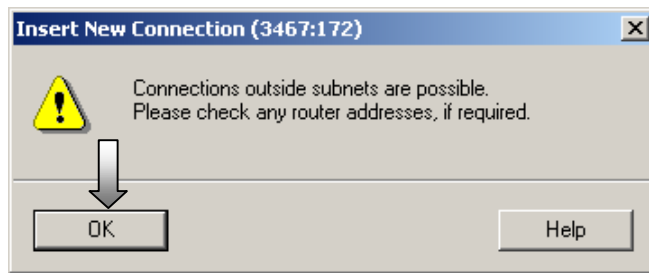 Insert New Connection (3467:172)
Connections outside subnets are possible.
Please check any router addresses, if required.
OK
Help